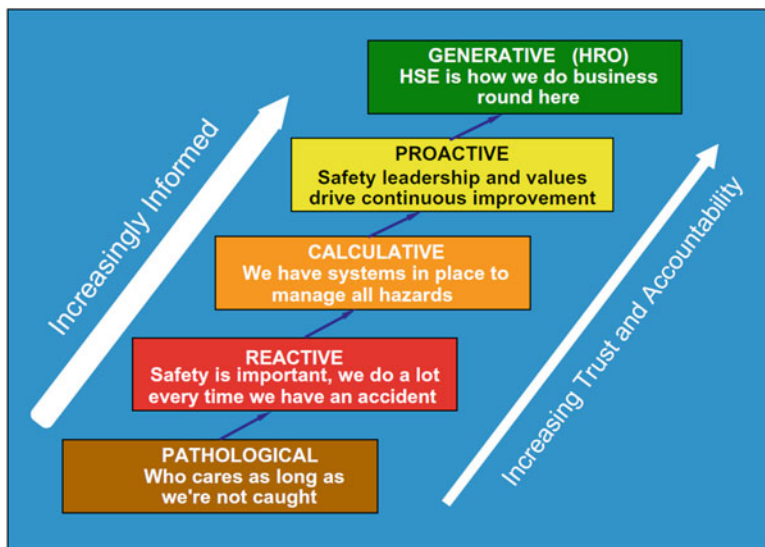 GENERATIVE (HRO)
HSE is how we do business
round here
PROACTIVE
Safety leadership and values
drive continuous improvement
CALCULATIVE
We have systems in place to
manage all hazards
REACTIVE
Safety is important, we do a lot
every time we have an accident
PATHOLOGICAL
Who cares as long as
we're not caught
Increasingly Informed
Increasing Trust and Accountability